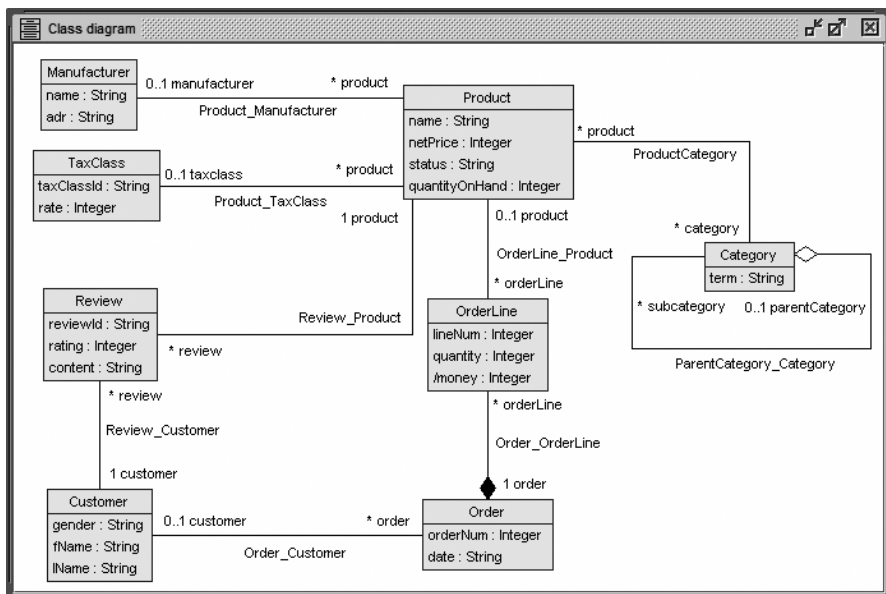 Class diagram
Manufacturer
name : String
adr : String
0..1 manufacturer
* product
Product_Manufacturer
Product
name : String
netPrice : Integer
status : String
quantityOnHand : Integer
* product
ProductCategory
TaxClass
taxClassId : String
rate : Integer
0..1 taxclass
* product
Product_TaxClass
1 product
0..1 product
OrderLine_Product
* orderLine
* category
Category
term : String
* subcategory
0..1 parentCategory
ParentCategory_Category
Review
reviewId : String
rating : Integer
content : String
Review_Product
* review
OrderLine
lineNum : Integer
quantity : Integer
/money : Integer
* review
Review_Customer
1 customer
* orderLine
Order_OrderLine
1 order
Customer
gender : String
fName : String
lName : String
0..1 customer
* order
Order_Customer
Order
orderNum : Integer
date : String